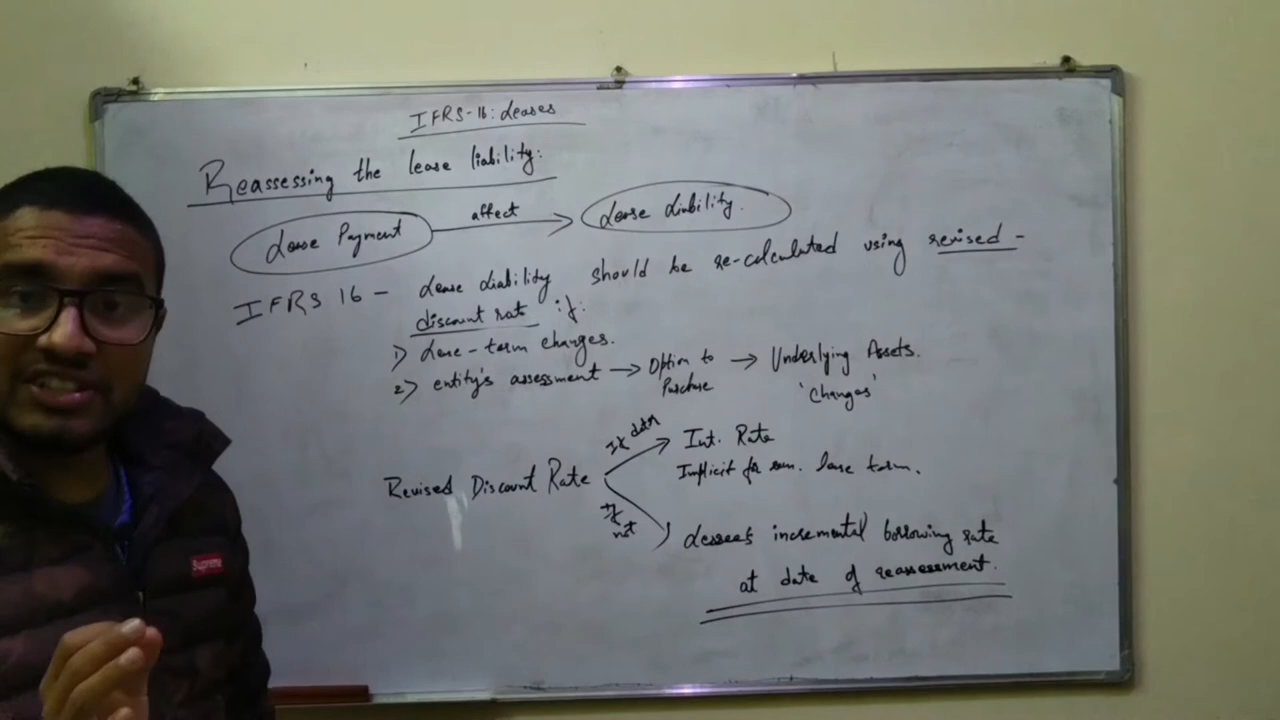 IFRS-16: Leases
Reassessing the lease liability:
Lease Payment affect Lease Liability.
IFRS 16 - Lease Liability should be re-calculated using revised -
discount rate if:
1) Lease-term changes.
2) entity's assessment → Option to Purchase → Underlying Assets. 'Changes'
Revised Discount Rate
If Int. Rate
Implicit for rem. lease term.
If not
Lessee's incremental borrowing rate
at date of reassessment.
Supreme